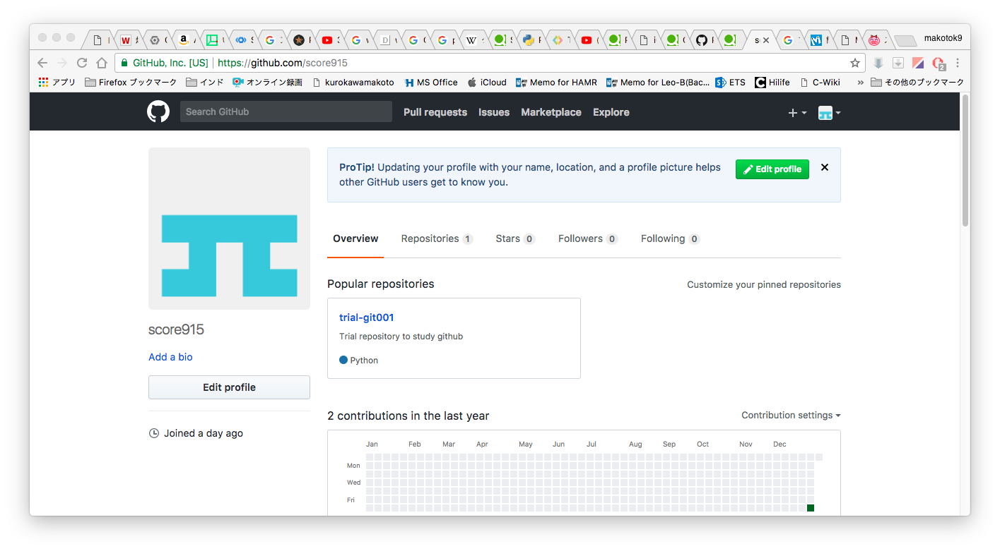 makotok9
GitHub, Inc. [US] https://github.com/score915
2
アプリ Firefox ブックマーク インド オンライン録画 kurokawamakoto MS Office iCloud Memo for HAMR Memo for Leo-B(Bac... ETS Hilife C-Wiki » その他のブックマーク
Search GitHub Pull requests Issues Marketplace Explore
ProTip! Updating your profile with your name, location, and a profile picture helps
other GitHub users get to know you.
Edit profile
Overview Repositories 1 Stars 0 Followers 0 Following 0
Popular repositories Customize your pinned repositories
trial-git001
Trial repository to study github
Python
score915
Add a bio
Edit profile
Joined a day ago
2 contributions in the last year Contribution settings
Jan Feb Mar Apr May Jun Jul Aug Sep Oct Nov Dec
Mon
Wed
Fri